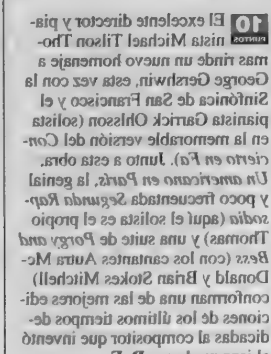 10 El excelente director y pia-
PUNTOS nista Michael Tilson Tho-
mas rinde un nuevo homenaje a
George Gershwin, esta vez con la
Sinfónica de San Francisco y el
pianista Garrick Ohlsson (solista
en la memorable versión del Con-
cierto en Fa). Junto a esta obra,
Un americano en París, la genial
y poco frecuentada Segunda Rap-
sodia (aquí el solista es el propio
Thomas) y una suite de Porgy and
Bess (con los cantantes Autra Mc-
Donald y Brian Stokes Mitchell)
conforman una de las mejores edi-
ciones de los últimos tiempos de-
dicadas al compositor que inventó